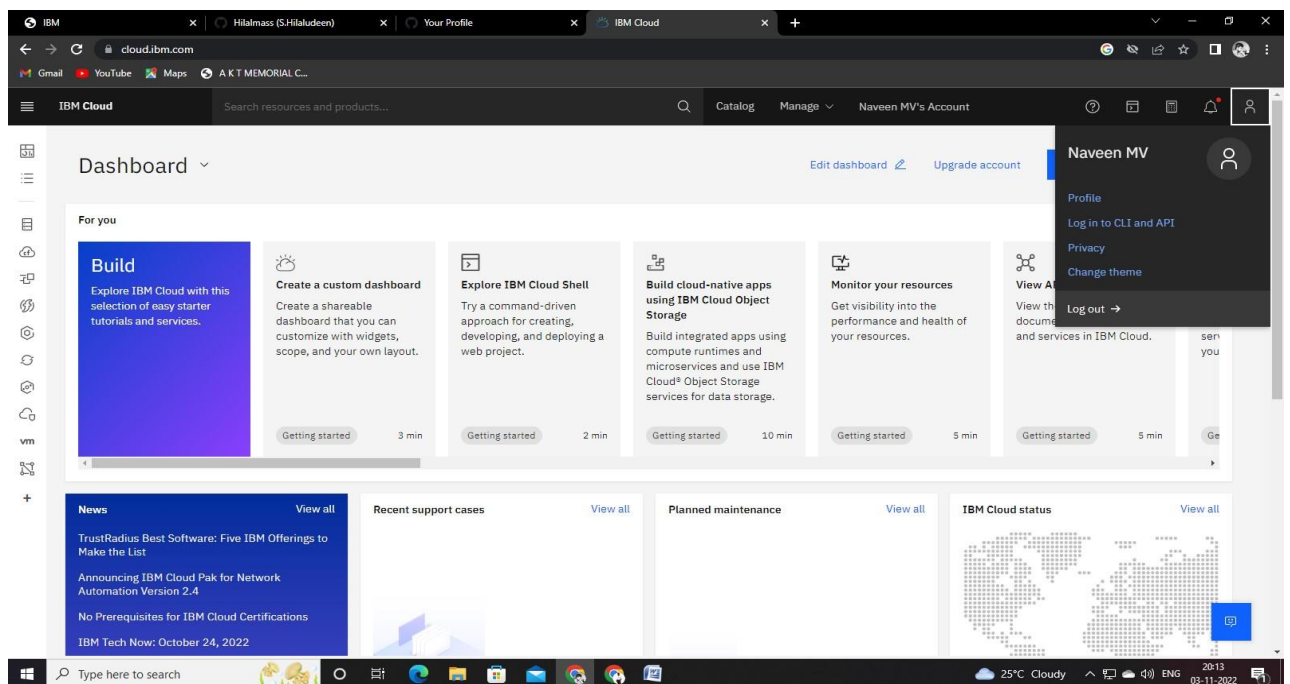 IBM
Hilalmass (S.Hilaludeen)
Your Profile
IBM Cloud
cloud.ibm.com
Gmail
YouTube
Maps
A K T MEMORIAL C...
IBM Cloud
Search resources and products...
Catalog
Manage
Naveen MV's Account
Dashboard
Edit dashboard
Upgrade account
Naveen MV
Profile
Log in to CLI and API
Privacy
Change theme
Log out →
For you
Build
Explore IBM Cloud with this
selection of easy starter
tutorials and services.
Create a custom dashboard
Create a shareable
dashboard that you can
customize with widgets,
scope, and your own layout.
Getting started
3 min
Explore IBM Cloud Shell
Try a command-driven
approach for creating,
developing, and deploying a
web project.
Getting started
2 min
Build cloud-native apps
using IBM Cloud Object
Storage
Build integrated apps using
compute runtimes and
microservices and use IBM
Cloud® Object Storage
services for data storage.
Getting started
10 min
Monitor your resources
Get visibility into the
performance and health of
your resources.
Getting started
5 min
View A
View th
docume
and services in IBM Cloud.
Getting started
5 min
ser
you
Ge
vm
News
View all
TrustRadius Best Software: Five IBM Offerings to
Make the List
Announcing IBM Cloud Pak for Network
Automation Version 2.4
No Prerequisites for IBM Cloud Certifications
IBM Tech Now: October 24, 2022
Recent support cases
View all
Planned maintenance
View all
IBM Cloud status
View all
Type here to search
25°C Cloudy
ENG
20:13
03-11-2022